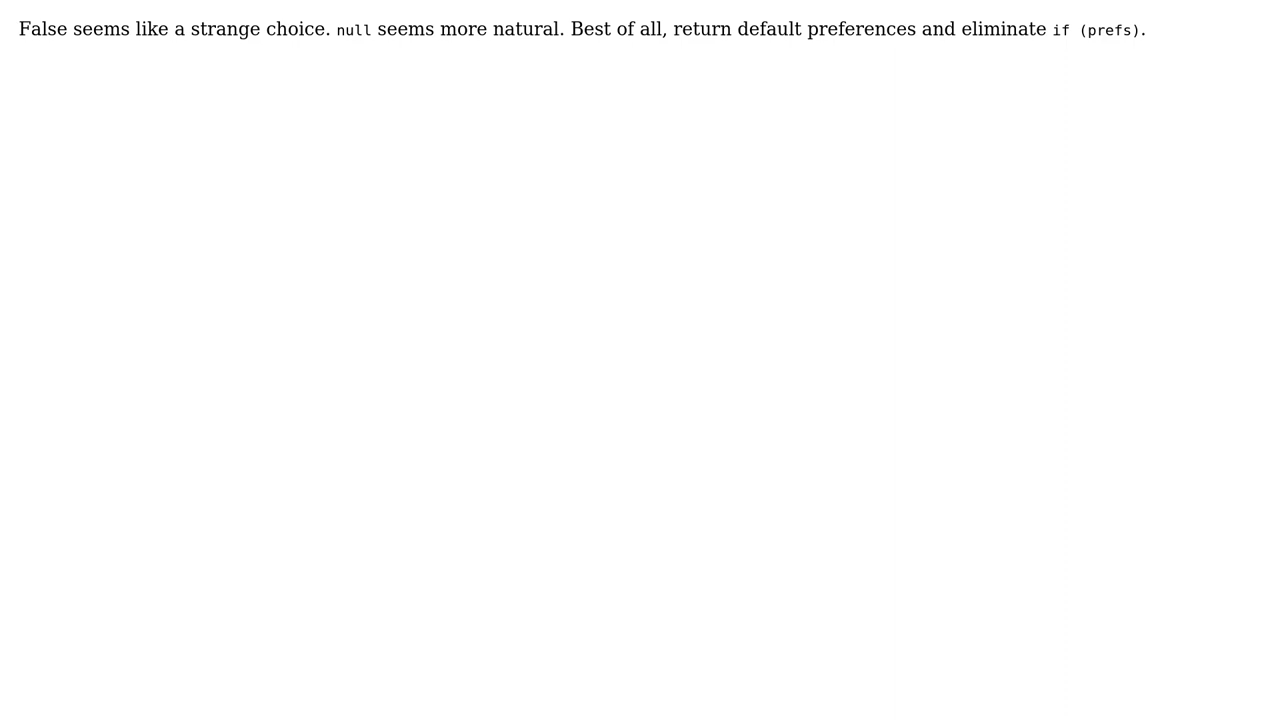 False seems like a strange choice. null seems more natural. Best of all, return default preferences and eliminate if (prefs).